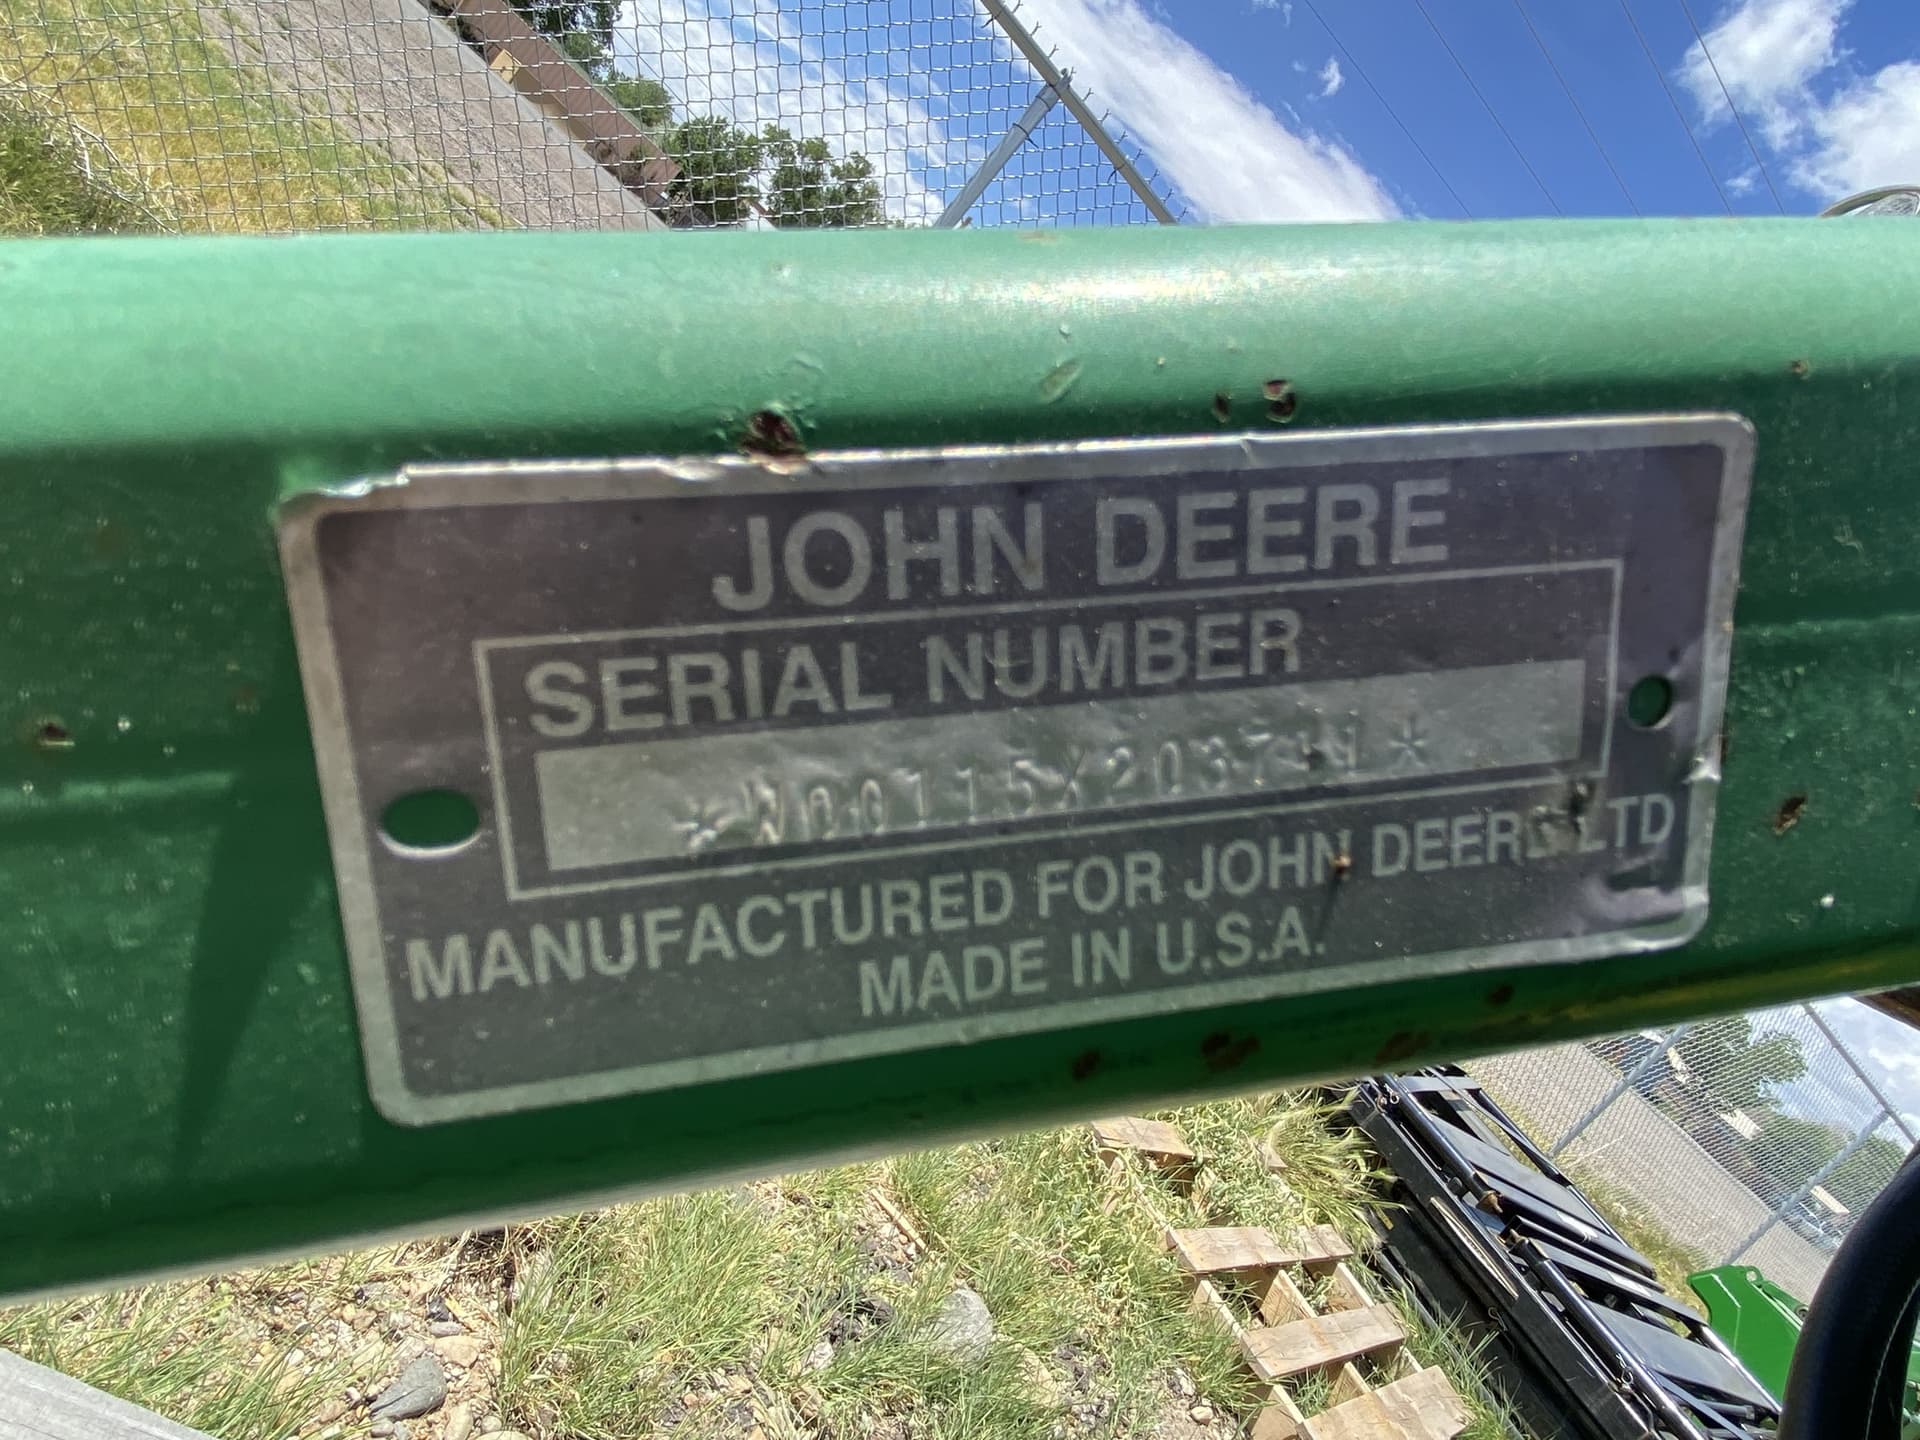 JOHN DEERE
SERIAL NUMBER
MANUFACTURED FOR JOHN DEERE LTD
MADE IN U.S.A.